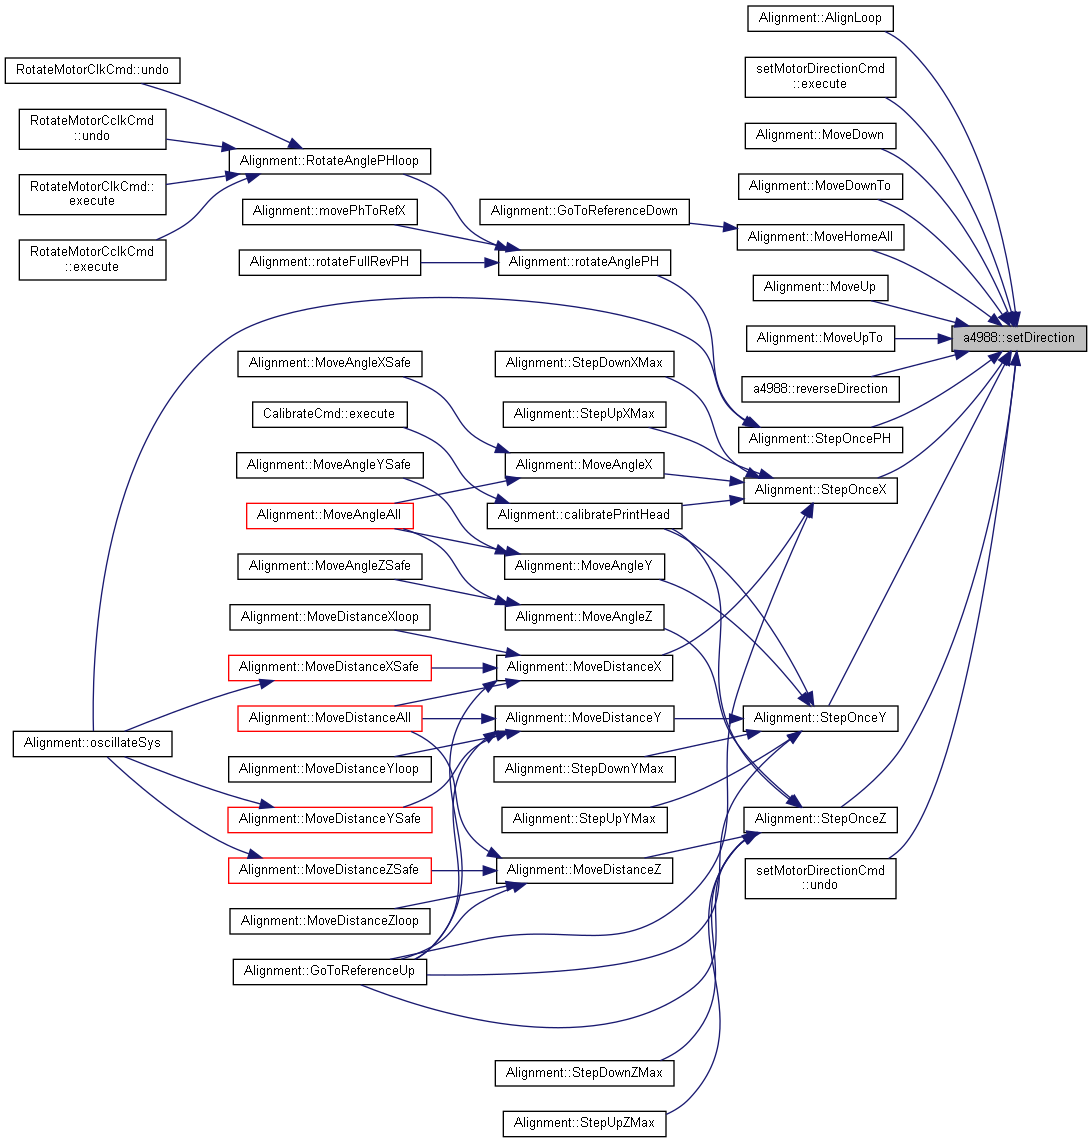 Alignment::AlignLoop
setMotorDirectionCmd
::execute
Alignment::MoveDown
Alignment::MoveDownTo
Alignment::MoveHomeAll
Alignment::GoToReferenceDown
Alignment::MoveUp
Alignment::MoveUpTo
a4988::setDirection
a4988::reverseDirection
Alignment::StepOncePH
Alignment::rotateAnglePH
Alignment::RotateAnglePHloop
RotateMotorClkCmd::undo
RotateMotorCclkCmd
::undo
RotateMotorClkCmd::
execute
RotateMotorCclkCmd
::execute
Alignment::movePhToRefX
Alignment::rotateFullRevPH
Alignment::StepOnceX
Alignment::StepDownXMax
Alignment::StepUpXMax
Alignment::MoveAngleX
Alignment::MoveAngleXSafe
CalibrateCmd::execute
Alignment::MoveAngleYSafe
Alignment::MoveAngleAll
Alignment::calibratePrintHead
Alignment::MoveAngleY
Alignment::MoveAngleZSafe
Alignment::MoveAngleZ
Alignment::MoveDistanceXloop
Alignment::MoveDistanceX
Alignment::MoveDistanceXSafe
Alignment::MoveDistanceAll
Alignment::MoveDistanceY
Alignment::StepOnceY
Alignment::oscillateSys
Alignment::MoveDistanceYloop
Alignment::StepDownYMax
Alignment::MoveDistanceYSafe
Alignment::StepUpYMax
Alignment::StepOnceZ
Alignment::MoveDistanceZSafe
Alignment::MoveDistanceZ
setMotorDirectionCmd
::undo
Alignment::MoveDistanceZloop
Alignment::GoToReferenceUp
Alignment::StepDownZMax
Alignment::StepUpZMax